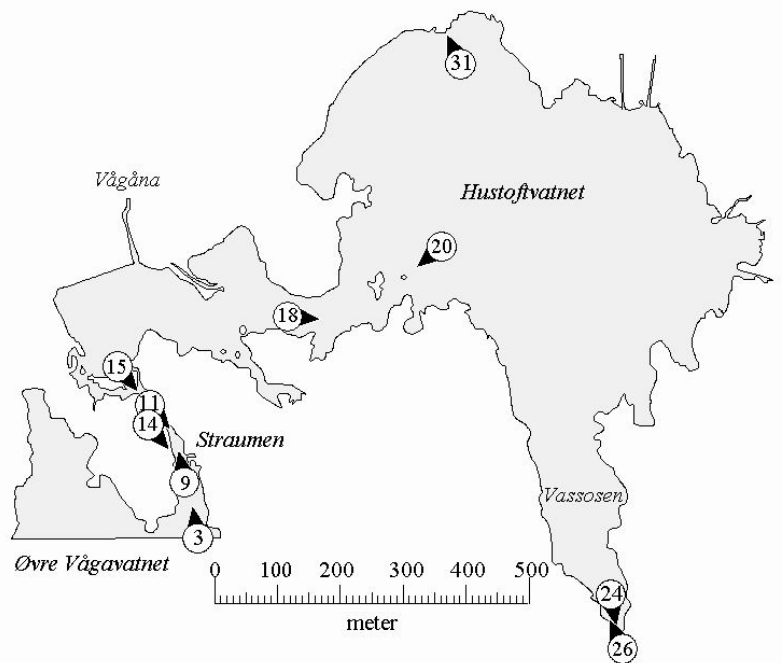 31
Vågåna
Hustoftvatnet
20
18
15
11
14
Straumen
9
Vassosen
3
Øvre Vågavatnet
0 100 200 300 400 500
meter
24
26